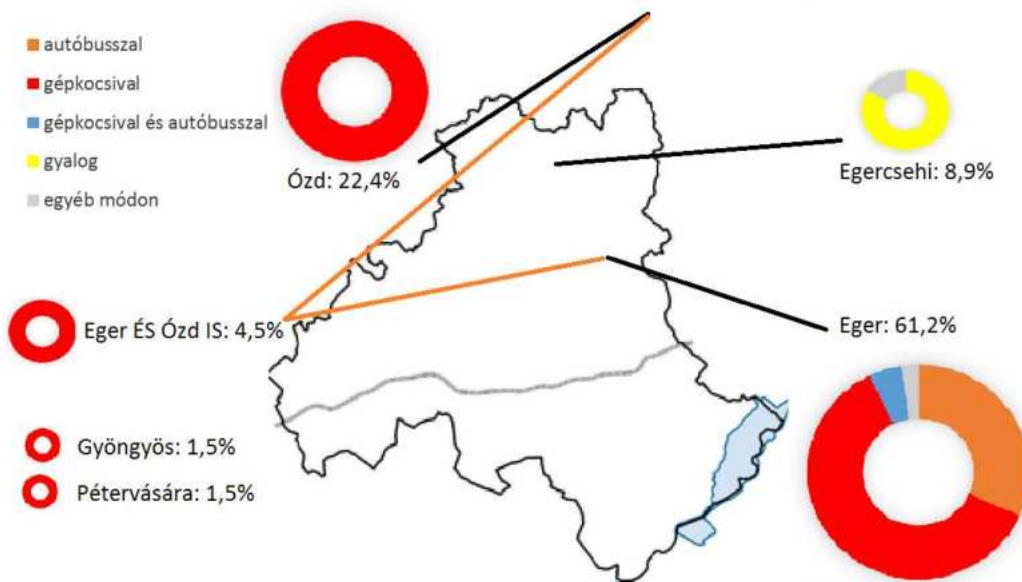 autóbusszal
gépkocsival
gépkocsival és autóbusszal
gyalog
egyéb módon
Ózd: 22,4%
Egercsehi: 8,9%
Eger ÉS Ózd IS: 4,5%
Eger: 61,2%
Gyöngyös: 1,5%
Pétervására: 1,5%